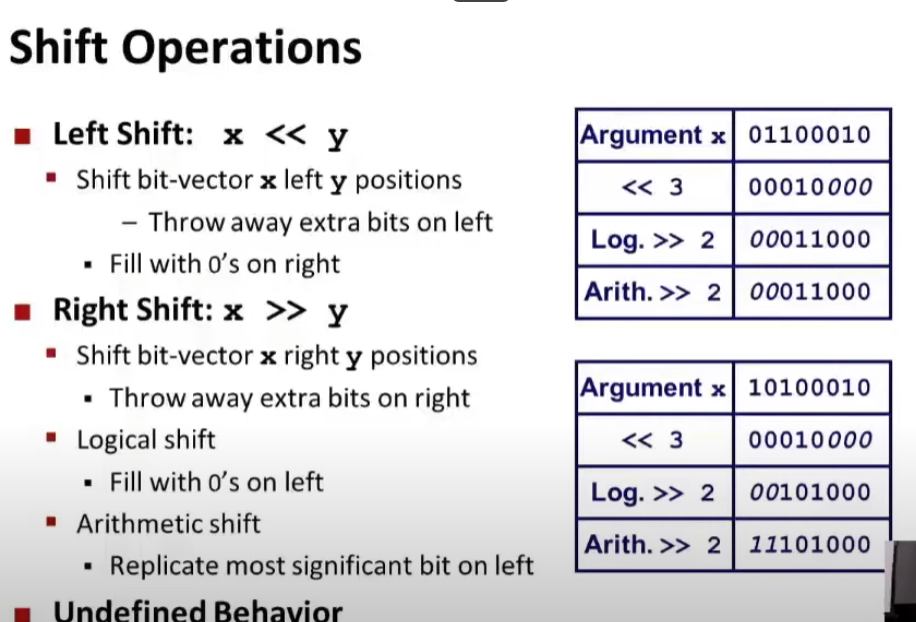 Shift Operations
Left Shift: x << y
Shift bit-vector x left y positions
– Throw away extra bits on left
Fill with 0's on right
Right Shift: x >> y
Shift bit-vector x right y positions
Throw away extra bits on right
Logical shift
Fill with 0's on left
Arithmetic shift
Replicate most significant bit on left
Undefined Behavior
Argument x 01100010
<< 3 00010000
Log. >> 2 00011000
Arith. >> 2 00011000
Argument x 10100010
<< 3 00010000
Log. >> 2 00101000
Arith. >> 2 11101000